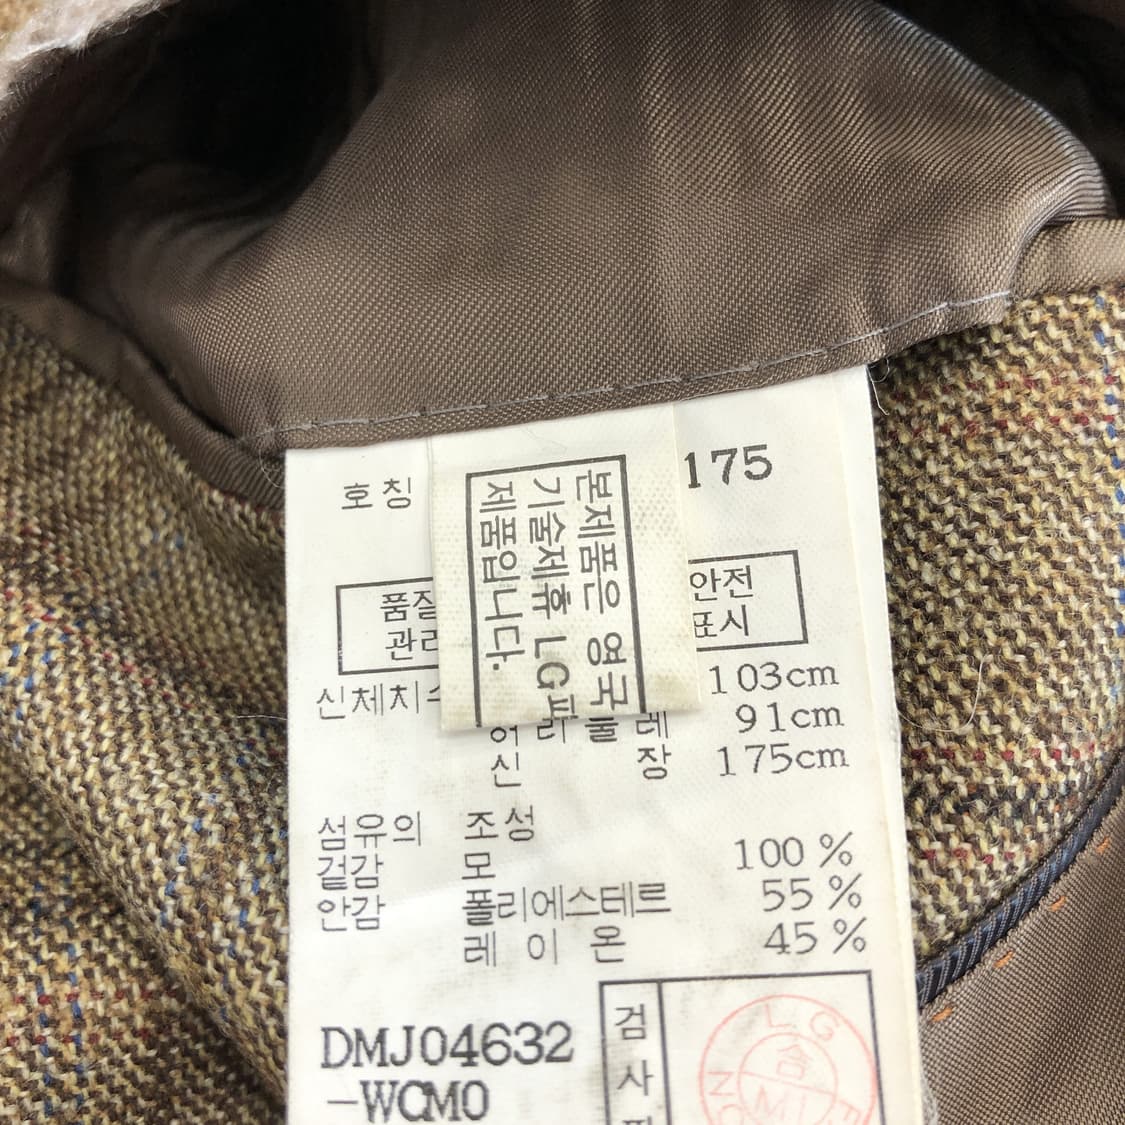 호칭 175
본제품은 영국
기술제휴 LG
제품입니다.
품질
관리
안전
표시
신체치수 103cm
레 91cm
신 장 175cm
섬유의 조성
겉감 모 100 %
안감 폴리에스테르 55 %
레이온 45 %
DMJ04632
-WCM0
검
사
LG